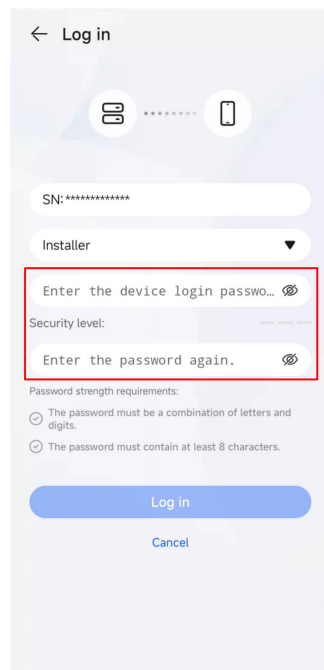 Log in
SN:*************
Installer
Enter the device login passwo...
Security level:
Enter the password again.
Password strength requirements:
The password must be a combination of letters and
digits.
The password must contain at least 8 characters.
Log in
Cancel